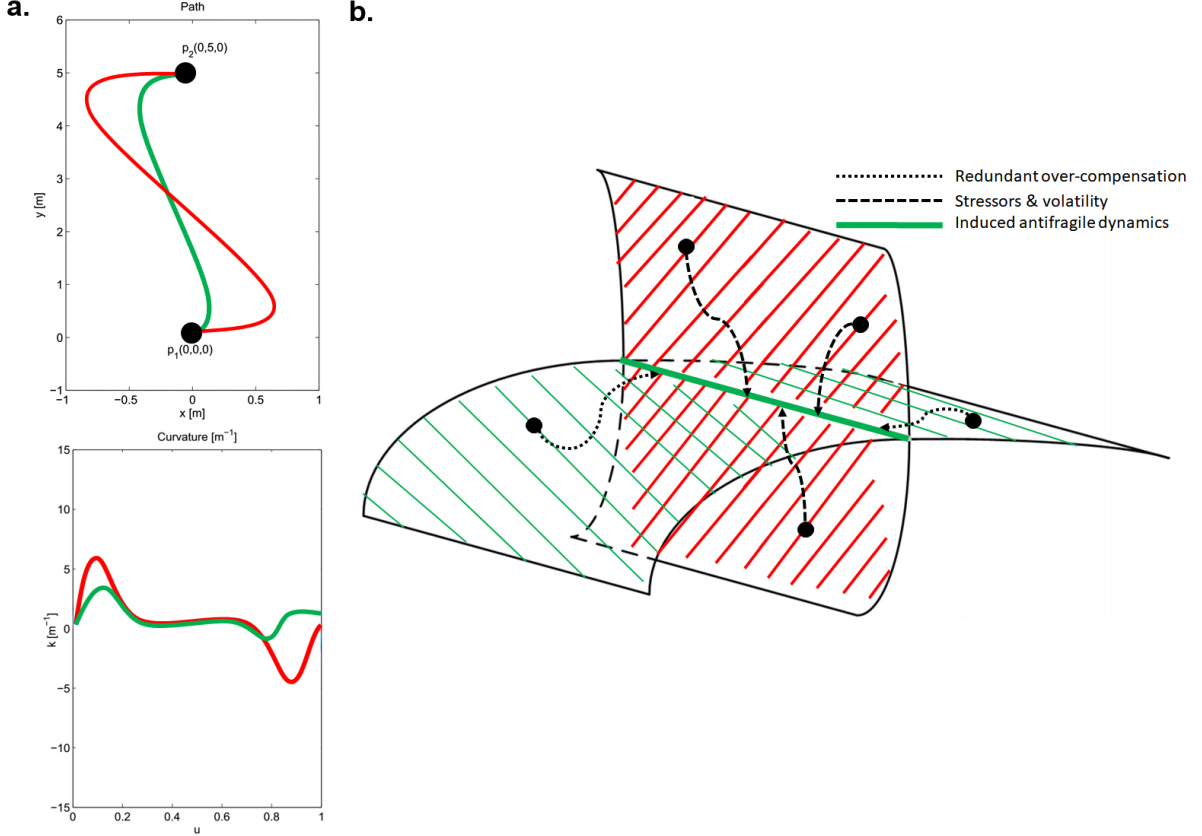 a.
Path
6
5
4
3
2
1
0
−1
−1
−0.5
0
0.5
1
y [m]
x [m]
p2(0,5,0)
p1(0,0,0)
Curvature [m−1]
15
10
5
0
−5
−10
−15
0
0.2
0.4
0.6
0.8
1
k [m−1]
u
b.
Redundant over-compensation
Stressors & volatility
Induced antifragile dynamics